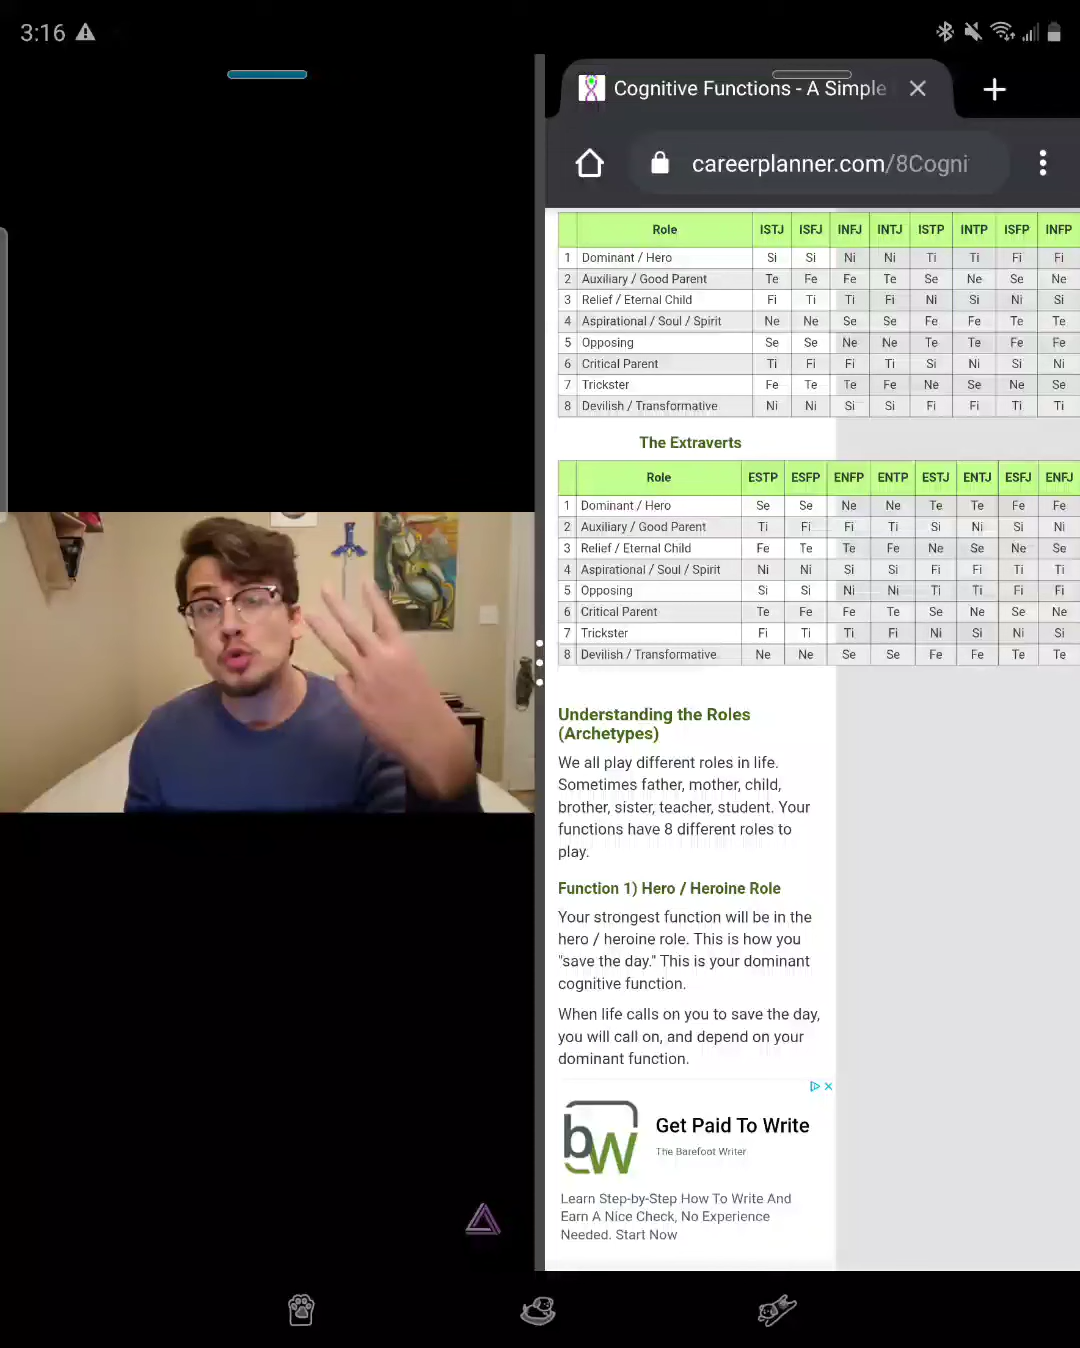 3:16
Cognitive Functions - A Simple
careerplanner.com/8Cogni
Role ISTJ ISFJ INFJ INTJ ISTP INTP ISFP INFP
1 Dominant / Hero Si Si Ni Ni Ti Ti Fi Fi
2 Auxiliary / Good Parent Te Fe Fe Te Se Ne Se Ne
3 Relief / Eternal Child Fi Ti Ti Fi Ni Si Ni Si
4 Aspirational / Soul / Spirit Ne Ne Se Se Fe Fe Te Te
5 Opposing Se Se Ne Ne Te Te Fe Fe
6 Critical Parent Ti Fi Fi Ti Si Ni Si Ni
7 Trickster Fe Te Te Fe Ne Se Ne Se
8 Devilish / Transformative Ni Ni Si Si Fi Fi Ti Ti
The Extraverts
Role ESTP ESFP ENFP ENTP ESTJ ENTJ ESFJ ENFJ
1 Dominant / Hero Se Se Ne Ne Te Te Fe Fe
2 Auxiliary / Good Parent Ti Fi Fi Ti Si Ni Si Ni
3 Relief / Eternal Child Fe Te Te Fe Ne Se Ne Se
4 Aspirational / Soul / Spirit Ni Ni Si Si Fi Fi Ti Ti
5 Opposing Si Si Ni Ni Ti Ti Fi Fi
6 Critical Parent Te Fe Fe Te Se Ne Se Ne
7 Trickster Fi Ti Ti Fi Ni Si Ni Si
8 Devilish / Transformative Ne Ne Se Se Fe Fe Te Te
Understanding the Roles
(Archetypes)
We all play different roles in life.
Sometimes father, mother, child,
brother, sister, teacher, student. Your
functions have 8 different roles to
play.
Function 1) Hero / Heroine Role
Your strongest function will be in the
hero / heroine role. This is how you
"save the day." This is your dominant
cognitive function.
When life calls on you to save the day,
you will call on, and depend on your
dominant function.
bW
Get Paid To Write
The Barefoot Writer
Learn Step-by-Step How To Write And
Earn A Nice Check, No Experience
Needed. Start Now